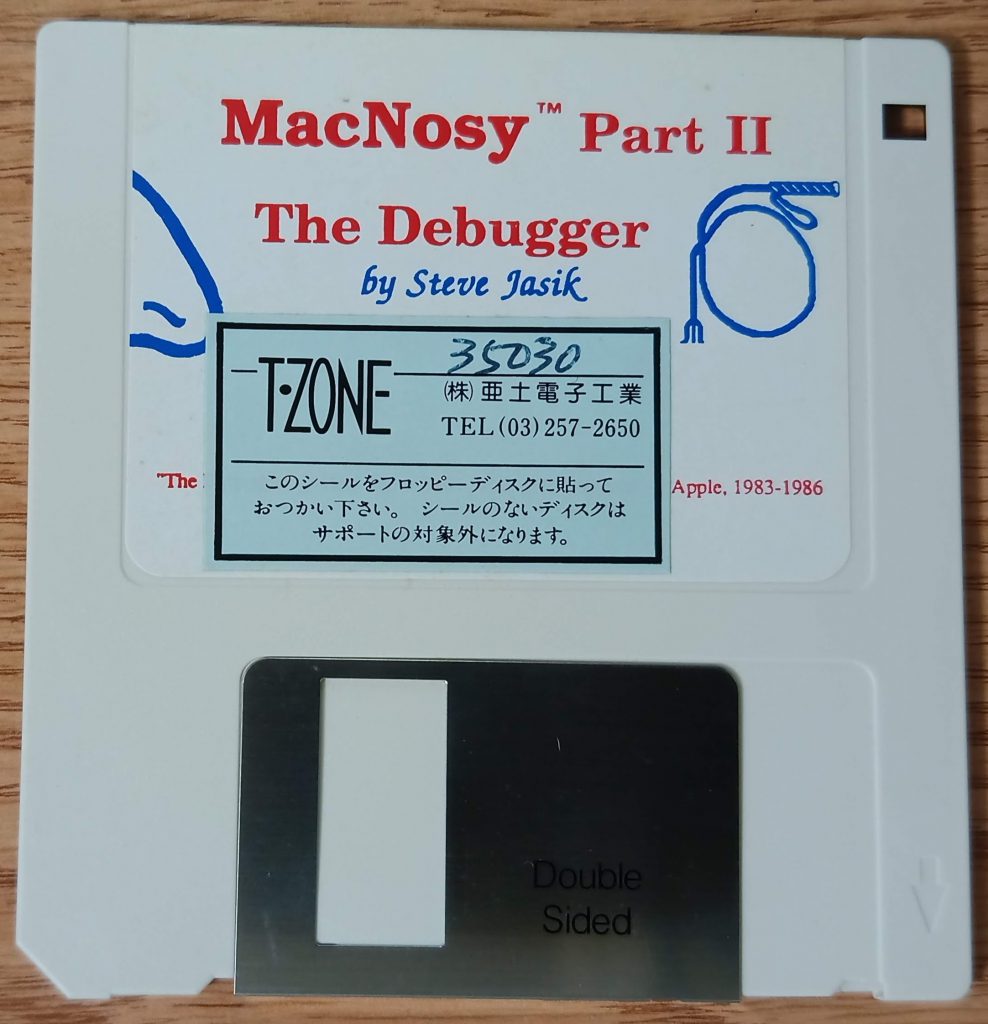 MacNosy™ Part II
The Debugger
by Steve Jasik
35030
T·ZONE
(株)亜土電子工業
TEL(03)257-2650
"The
Apple, 1983-1986
このシールをフロッピーディスクに貼って
おつかい下さい。 シールのないディスクは
サポートの対象外になります。
Double
Sided